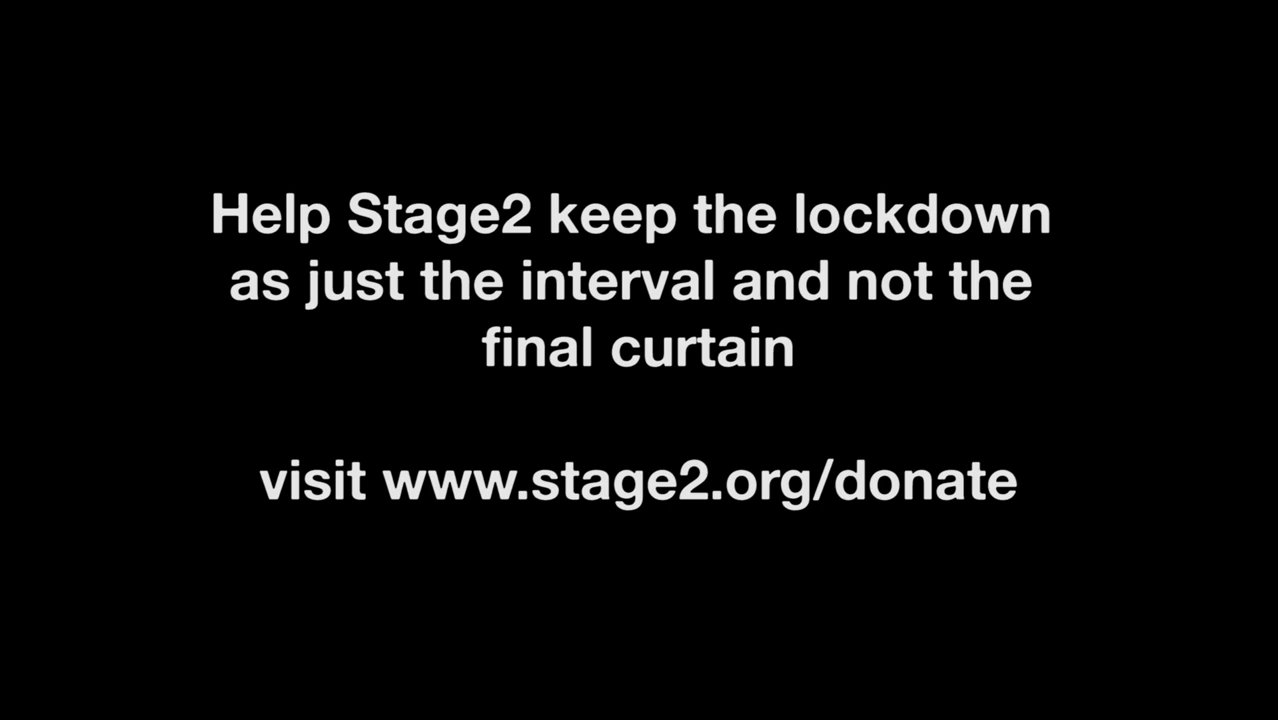 Help Stage2 keep the lockdown
as just the interval and not the
final curtain
visit www.stage2.org/donate